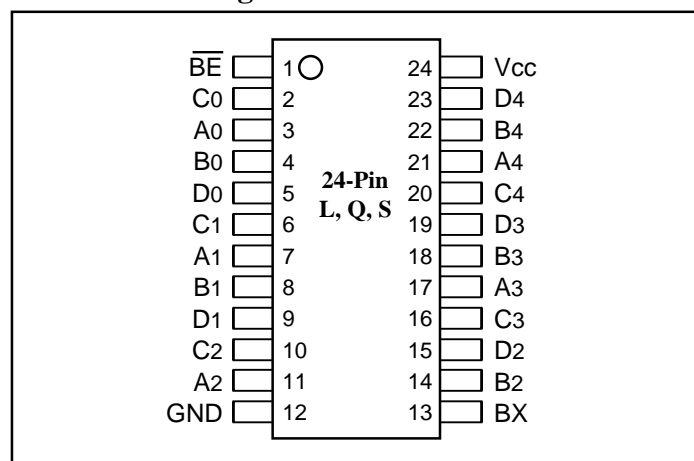 BE 1 24 Vcc
C0 2 23 D4
A0 3 22 B4
B0 4 21 A4
D0 5 20 C4
C1 6 19 D3
A1 7 18 B3
B1 8 17 A3
D1 9 16 C3
C2 10 15 D2
A2 11 14 B2
GND 12 13 BX
24-Pin
L, Q, S